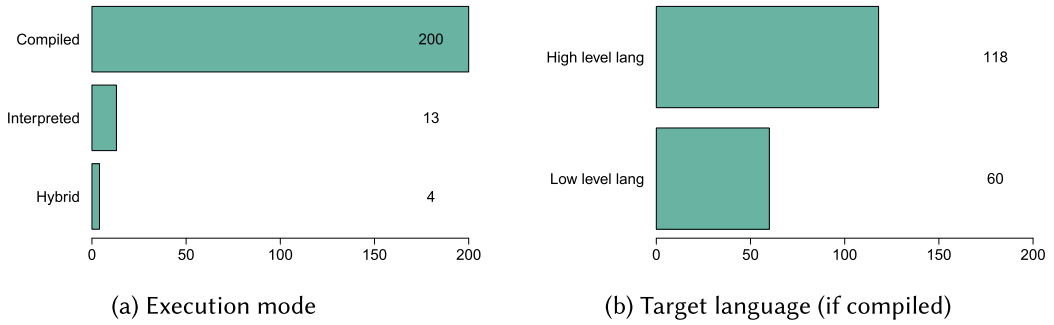 Compiled 200
Interpreted 13
Hybrid 4
0 50 100 150 200
(a) Execution mode
High level lang 118
Low level lang 60
0 50 100 150 200
(b) Target language (if compiled)